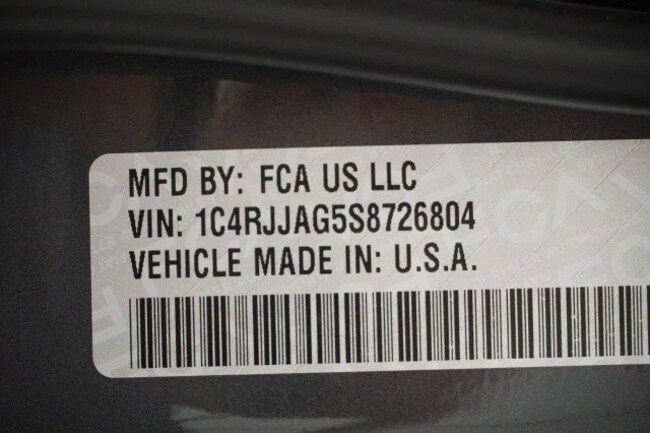 MFD BY: FCA US LLC
VIN: 1C4RJJAG5S8726804
VEHICLE MADE IN: U.S.A.